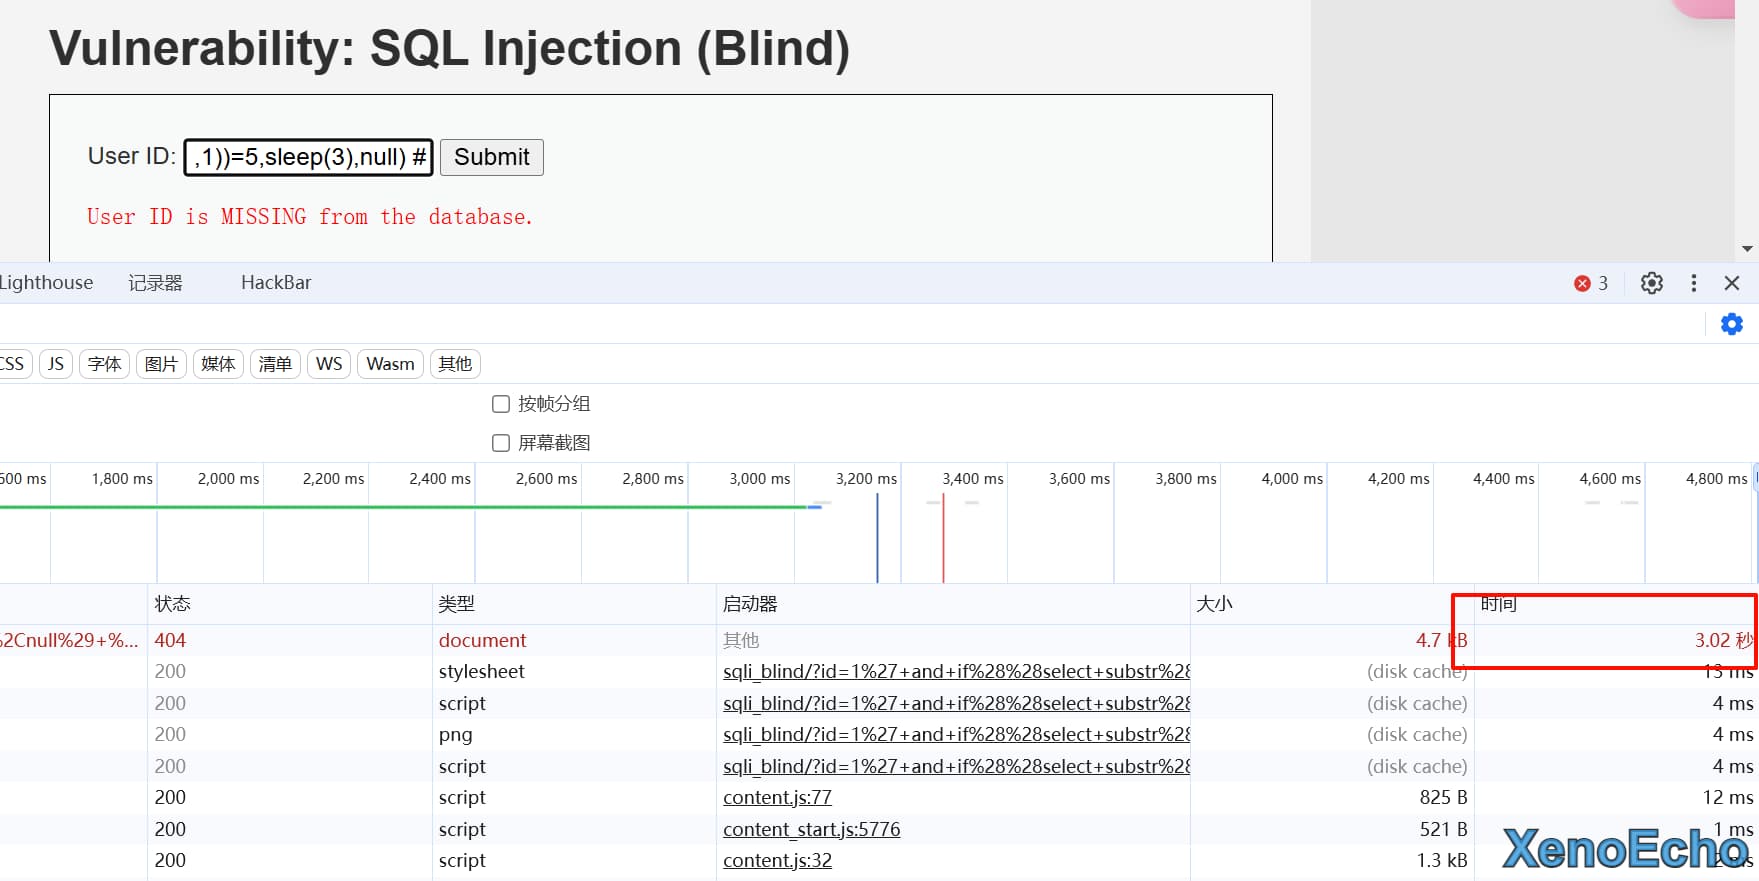 Vulnerability: SQL Injection (Blind)
User ID: ,1))=5,sleep(3),null) # Submit
User ID is MISSING from the database.
Lighthouse 记录器 HackBar 3
CSS JS 字体 图片 媒体 清单 WS Wasm 其他
按帧分组
屏幕截图
600 ms 1,800 ms 2,000 ms 2,200 ms 2,400 ms 2,600 ms 2,800 ms 3,000 ms 3,200 ms 3,400 ms 3,600 ms 3,800 ms 4,000 ms 4,200 ms 4,400 ms 4,600 ms 4,800 ms
状态 类型 启动器 大小 时间
%2Cnull%29+%... 404 document 其他 4.7 kB 3.02 秒
200 stylesheet sqli_blind/?id=1%27+and+if%28%28select+substr%28 (disk cache) 13 ms
200 script sqli_blind/?id=1%27+and+if%28%28select+substr%28 (disk cache) 4 ms
200 png sqli_blind/?id=1%27+and+if%28%28select+substr%28 (disk cache) 4 ms
200 script sqli_blind/?id=1%27+and+if%28%28select+substr%28 (disk cache) 4 ms
200 script content.js:77 825 B 12 ms
200 script content_start.js:5776 521 B 1 ms
200 script content.js:32 1.3 kB 2 ms
XenoEcho